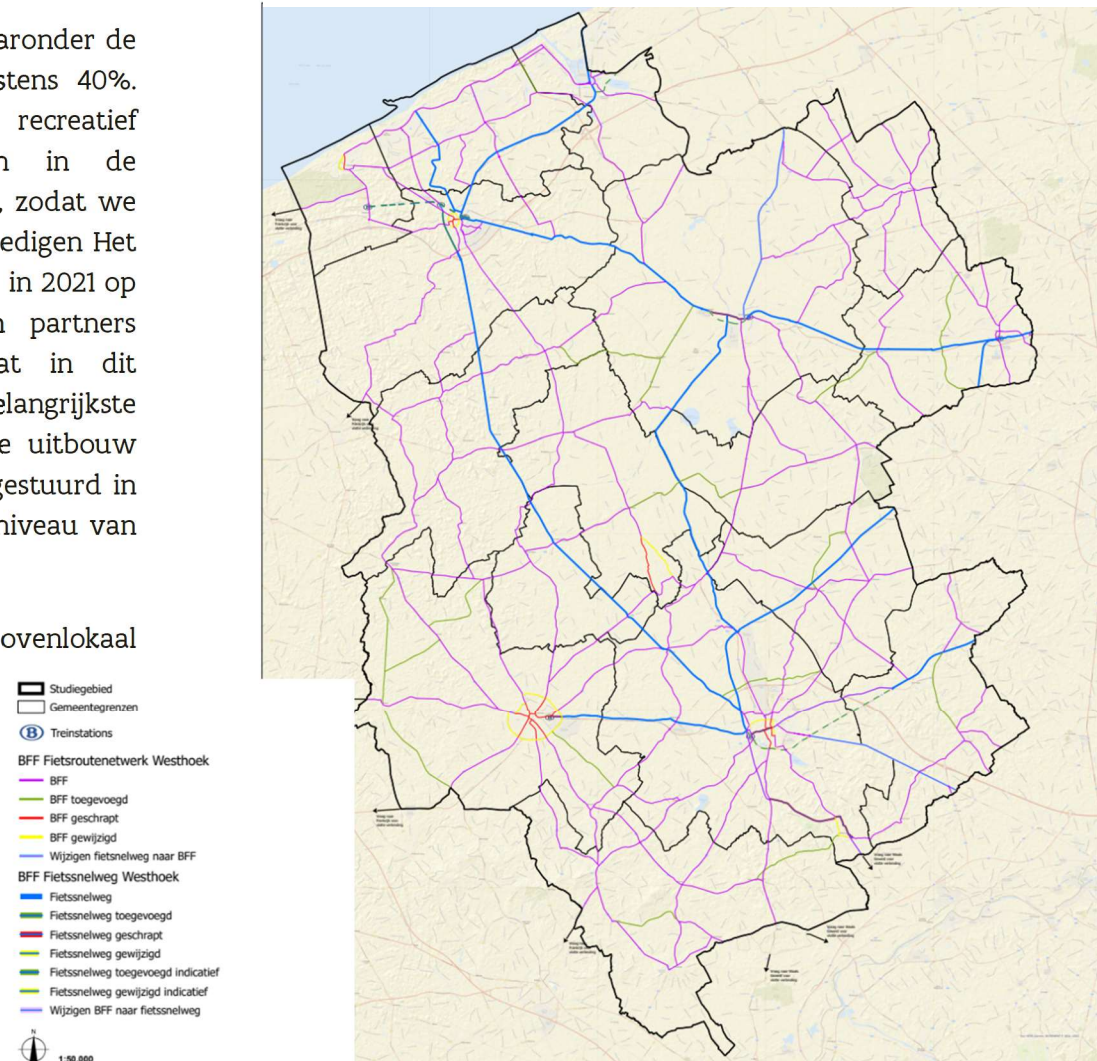 aronder de
stens 40%.
recreatief
n in de
, zodat we
edigen Het
in 2021 op
n partners
at in dit
elangrijkste
e uitbouw
gestuurd in
niveau van
ovenlokaal
Studiegebied
Gemeentegrenzen
B Treinstations
BFF Fietsroutenetwerk Westhoek
BFF
BFF toegevoegd
BFF geschrapt
BFF gewijzigd
Wijzigen fietsnelweg naar BFF
BFF Fietssnelweg Westhoek
Fietssnelweg
Fietssnelweg toegevoegd
Fietssnelweg geschrapt
Fietssnelweg gewijzigd
Fietssnelweg toegevoegd indicatief
Fietssnelweg gewijzigd indicatief
Wijzigen BFF naar fietssnelweg
N
1:50.000